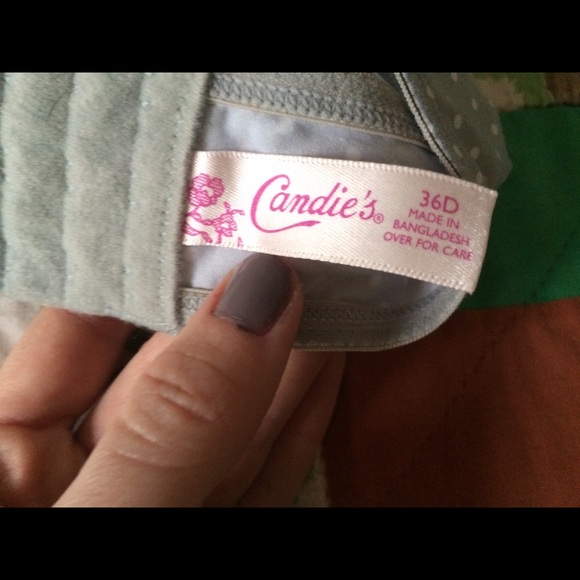 Candie's®
36D
MADE IN
BANGLADESH
OVER FOR CARE